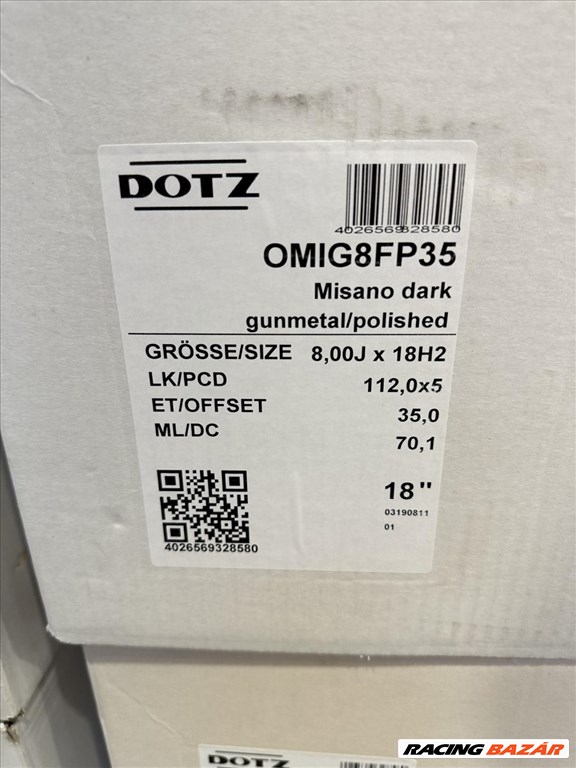 DOTZ
4026569328580
OMIG8FP35
Misano dark
gunmetal/polished
GRÖSSE/SIZE 8,00J x 18H2
LK/PCD 112,0x5
ET/OFFSET 35,0
ML/DC 70,1
18"
03190811
01
4026569328580
DOTZ
RACING BAZÁR